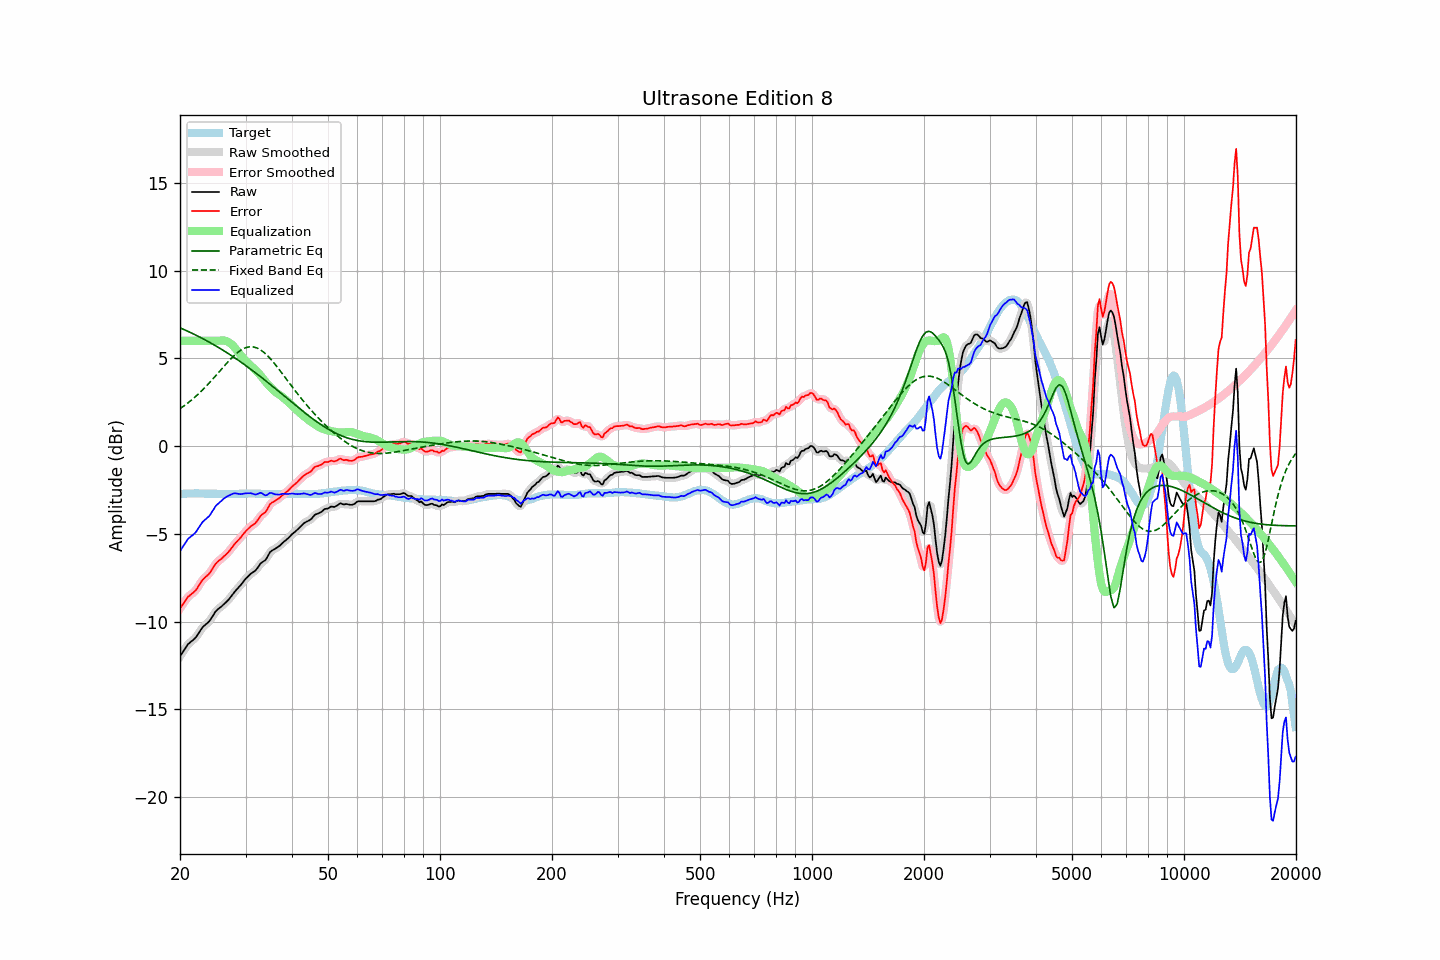 Ultrasone Edition 8
Target
Raw Smoothed
Error Smoothed
Raw
Error
Equalization
Parametric Eq
Fixed Band Eq
Equalized
Amplitude (dBr)
15
10
5
0
−5
−10
−15
−20
20
50
100
200
500
1000
2000
5000
10000
20000
Frequency (Hz)